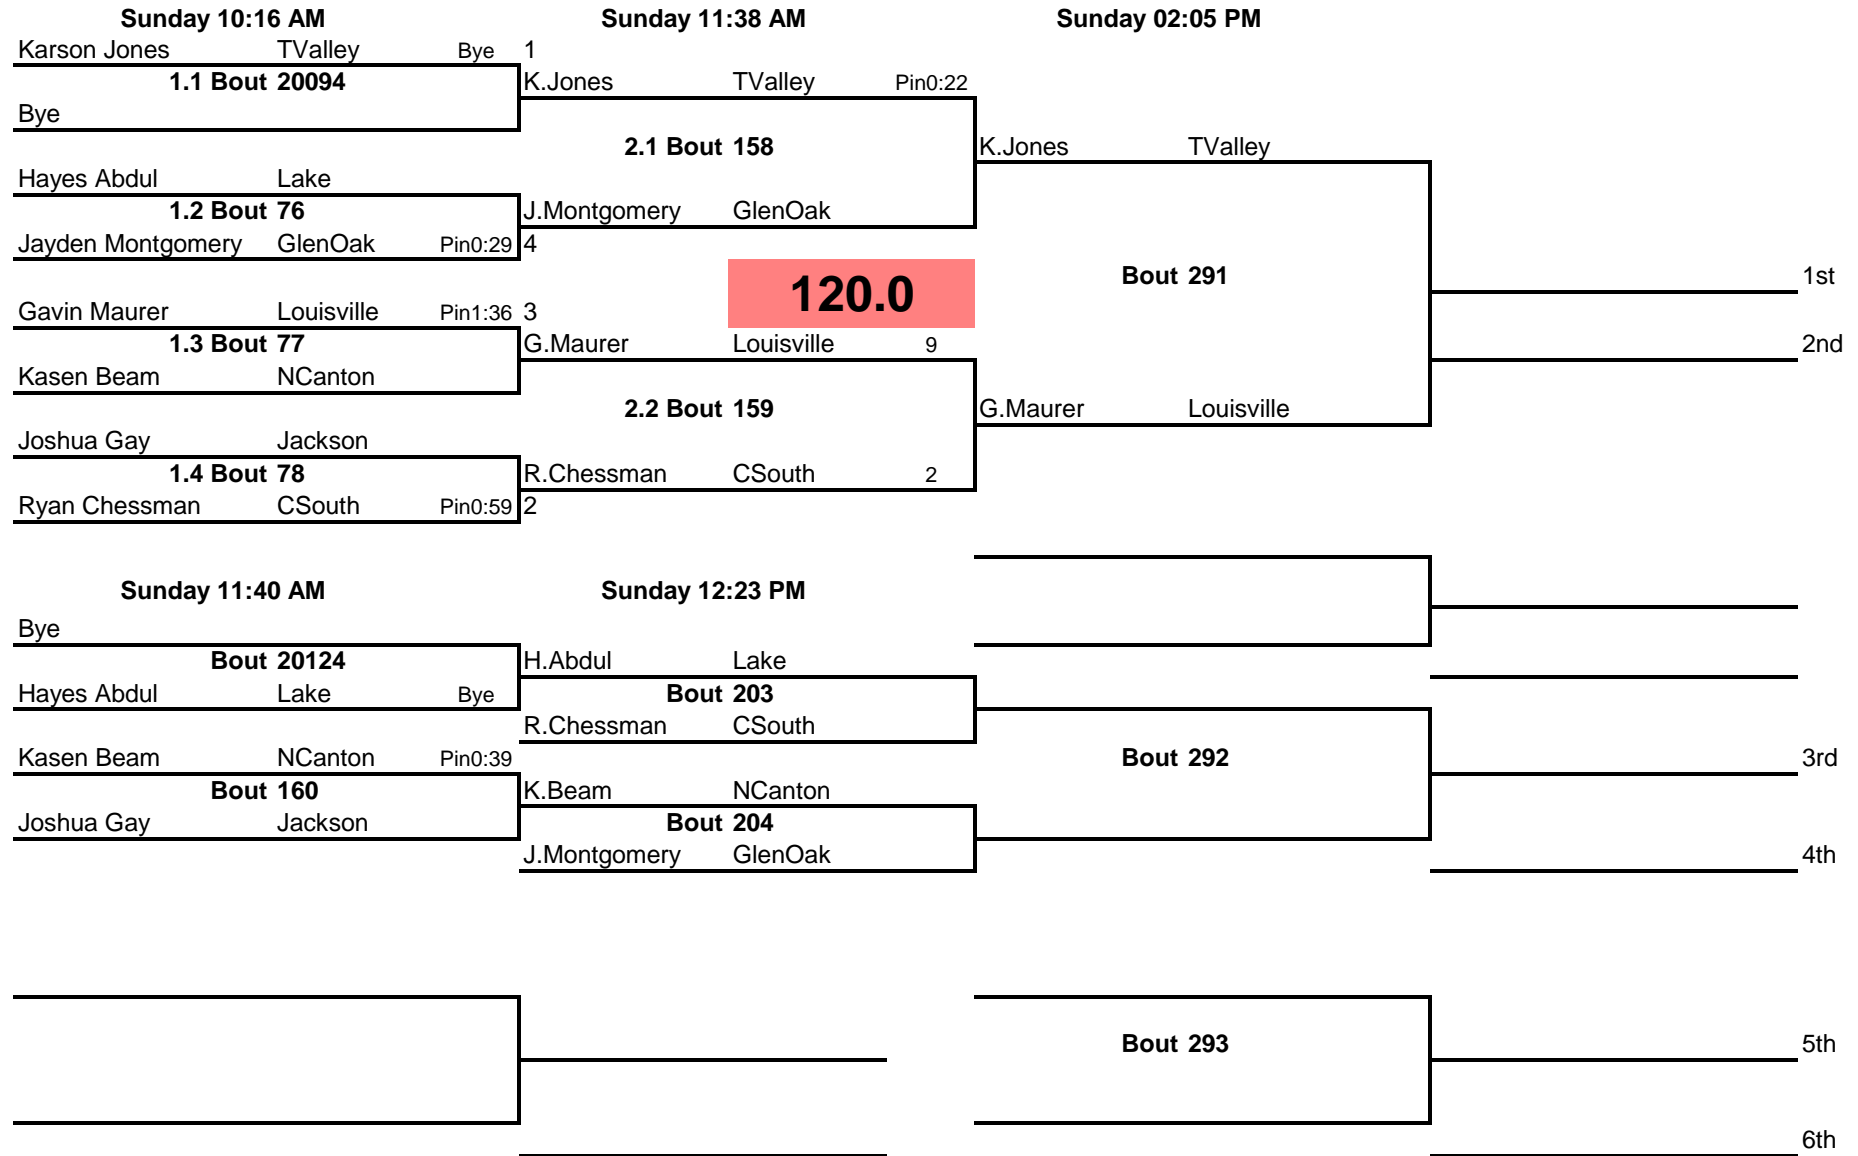 Sunday 10:16 AM Sunday 11:38 AM Sunday 02:05 PM
Karson Jones TValley Bye 1
1.1 Bout 20094 K.Jones TValley Pin0:22
Bye
2.1 Bout 158 K.Jones TValley
Hayes Abdul Lake
1.2 Bout 76 J.Montgomery GlenOak
Jayden Montgomery GlenOak Pin0:29 4
120.0 Bout 291 1st
Gavin Maurer Louisville Pin1:36 3
1.3 Bout 77 G.Maurer Louisville 9 2nd
Kasen Beam NCanton
2.2 Bout 159 G.Maurer Louisville
Joshua Gay Jackson
1.4 Bout 78 R.Chessman CSouth 2
Ryan Chessman CSouth Pin0:59 2
Sunday 11:40 AM Sunday 12:23 PM
Bye
Bout 20124 H.Abdul Lake
Hayes Abdul Lake Bye Bout 203
R.Chessman CSouth
Kasen Beam NCanton Pin0:39 Bout 292 3rd
Bout 160 K.Beam NCanton
Joshua Gay Jackson Bout 204
J.Montgomery GlenOak 4th
Bout 293 5th
6th